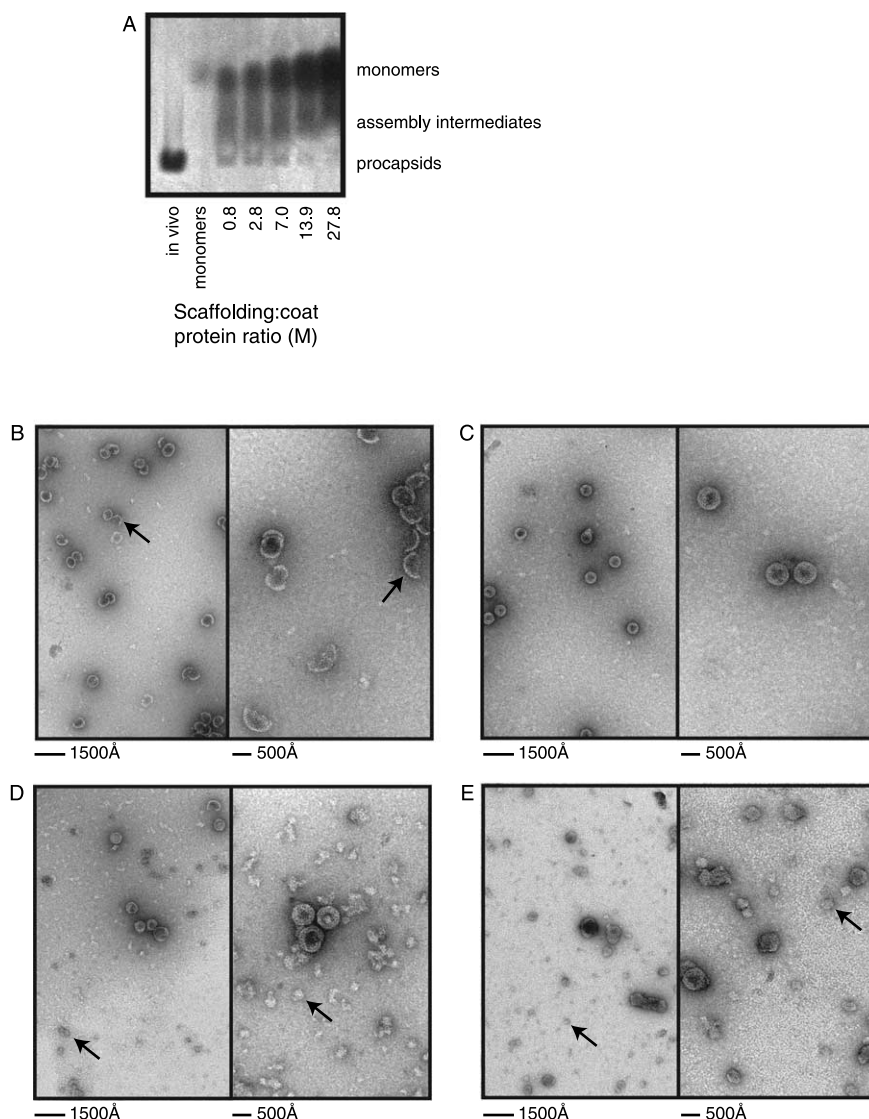 A
monomers
assembly intermediates
procapsids
in vivo
monomers
0.8
2.8
7.0
13.9
27.8
Scaffolding:coat
protein ratio (M)
B
C
1500Å
500Å
1500Å
500Å
D
E
1500Å
500Å
1500Å
500Å